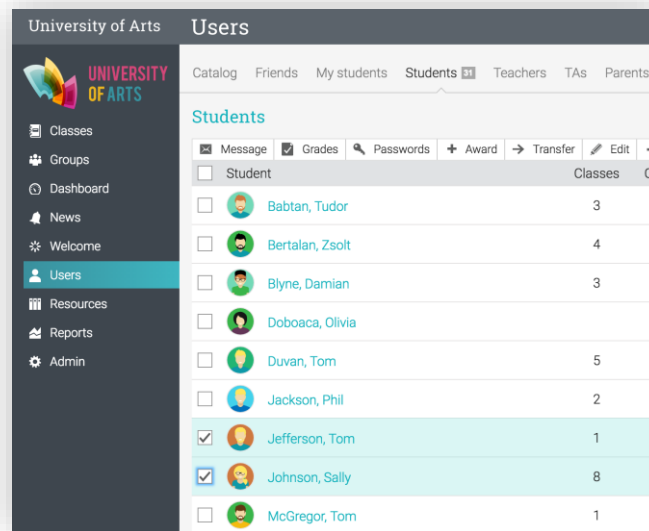 University of Arts
Users
UNIVERSITY
OF ARTS
Classes
Groups
Dashboard
News
Welcome
Users
Resources
Reports
Admin
Catalog Friends My students Students 31 Teachers TAs Parents
Students
Message Grades Passwords Award Transfer Edit
Student Classes
Babtan, Tudor 3
Bertalan, Zsolt 4
Blyne, Damian 3
Doboaca, Olivia
Duvan, Tom 5
Jackson, Phil 2
Jefferson, Tom 1
Johnson, Sally 8
McGregor, Tom 1